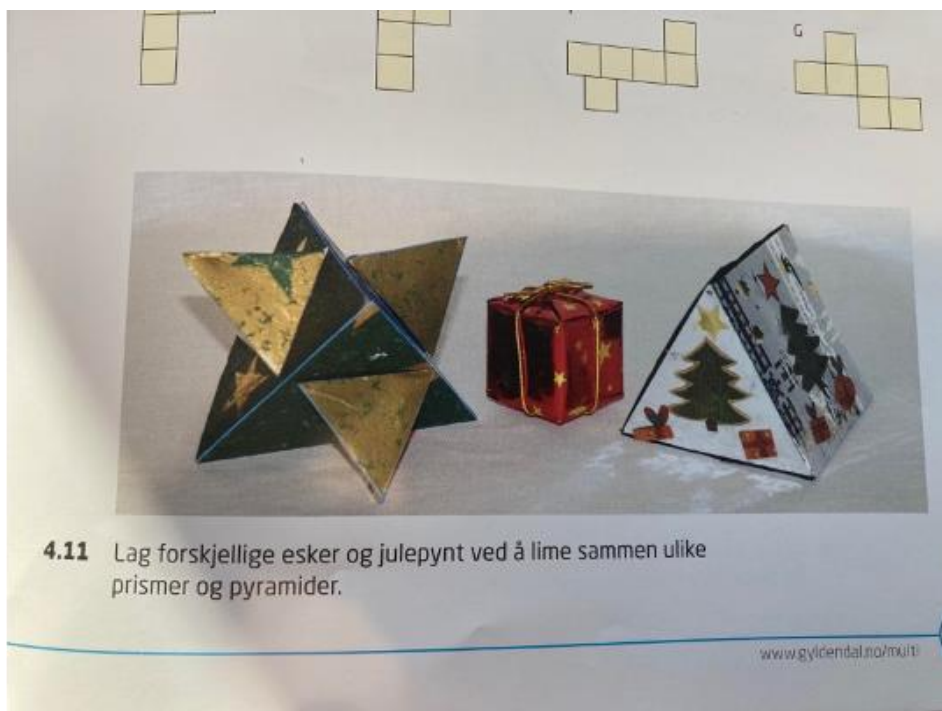 G
4.11 Lag forskjellige esker og julepynt ved å lime sammen ulike
prismer og pyramider.
www.gyldendal.no/multi